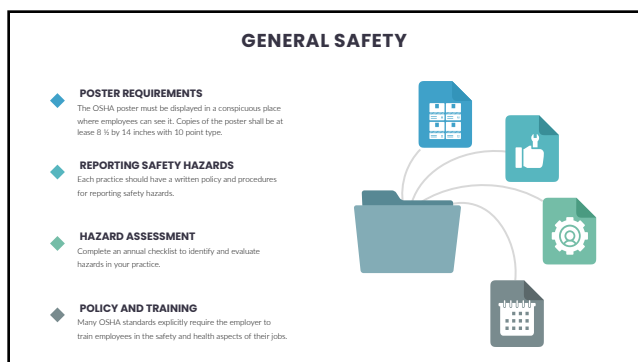 GENERAL SAFETY
POSTER REQUIREMENTS
The OSHA poster must be displayed in a conspicuous place
where employees can see it. Copies of the poster shall be at
lease 8 ½ by 14 inches with 10 point type.
REPORTING SAFETY HAZARDS
Each practice should have a written policy and procedures
for reporting safety hazards.
HAZARD ASSESSMENT
Complete an annual checklist to identify and evaluate
hazards in your practice.
POLICY AND TRAINING
Many OSHA standards explicitly require the employer to
train employees in the safety and health aspects of their jobs.